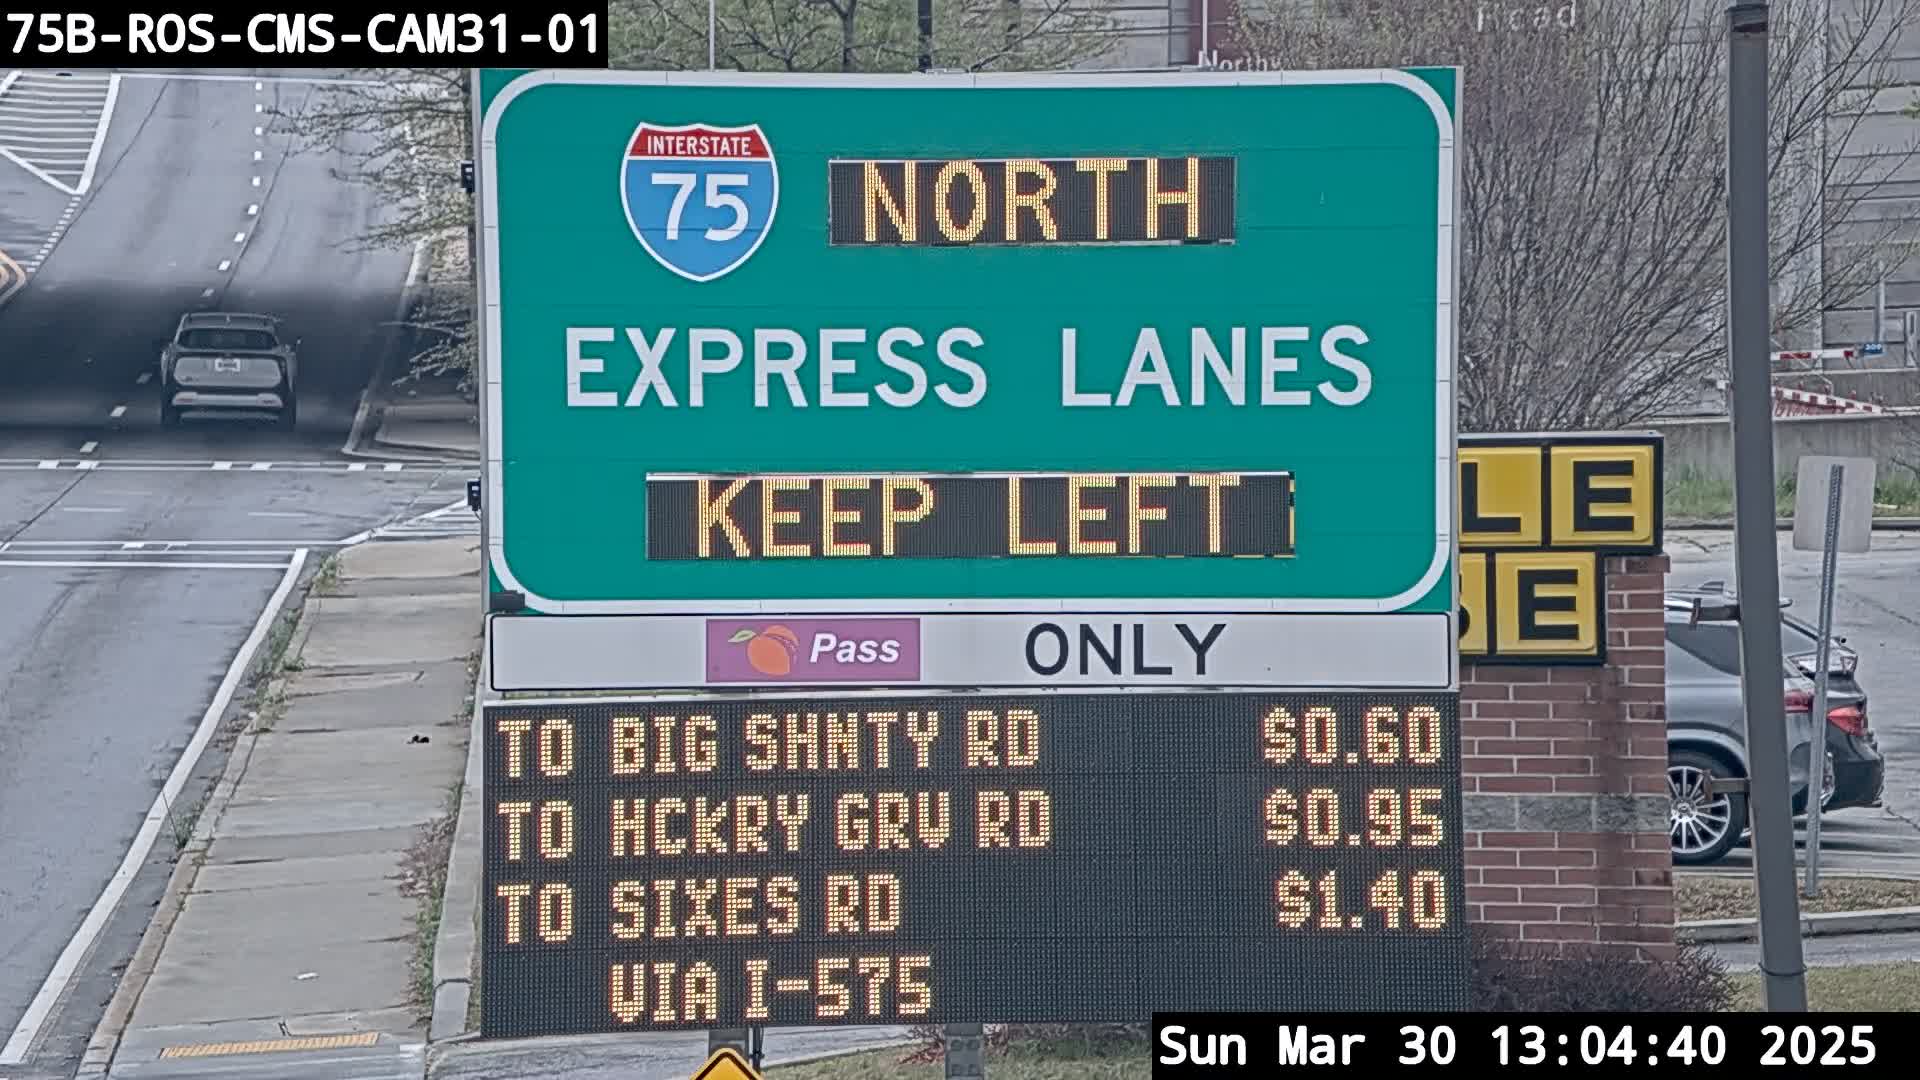 75B-ROS-CMS-CAM31-01
INTERSTATE
75
NORTH
EXPRESS LANES
KEEP LEFT
Pass ONLY
TO BIG SHNTY RD $0.60
TO HCKRY GRV RD $0.95
TO SIXES RD $1.40
VIA I-575
LE
E
Sun Mar 30 13:04:40 2025